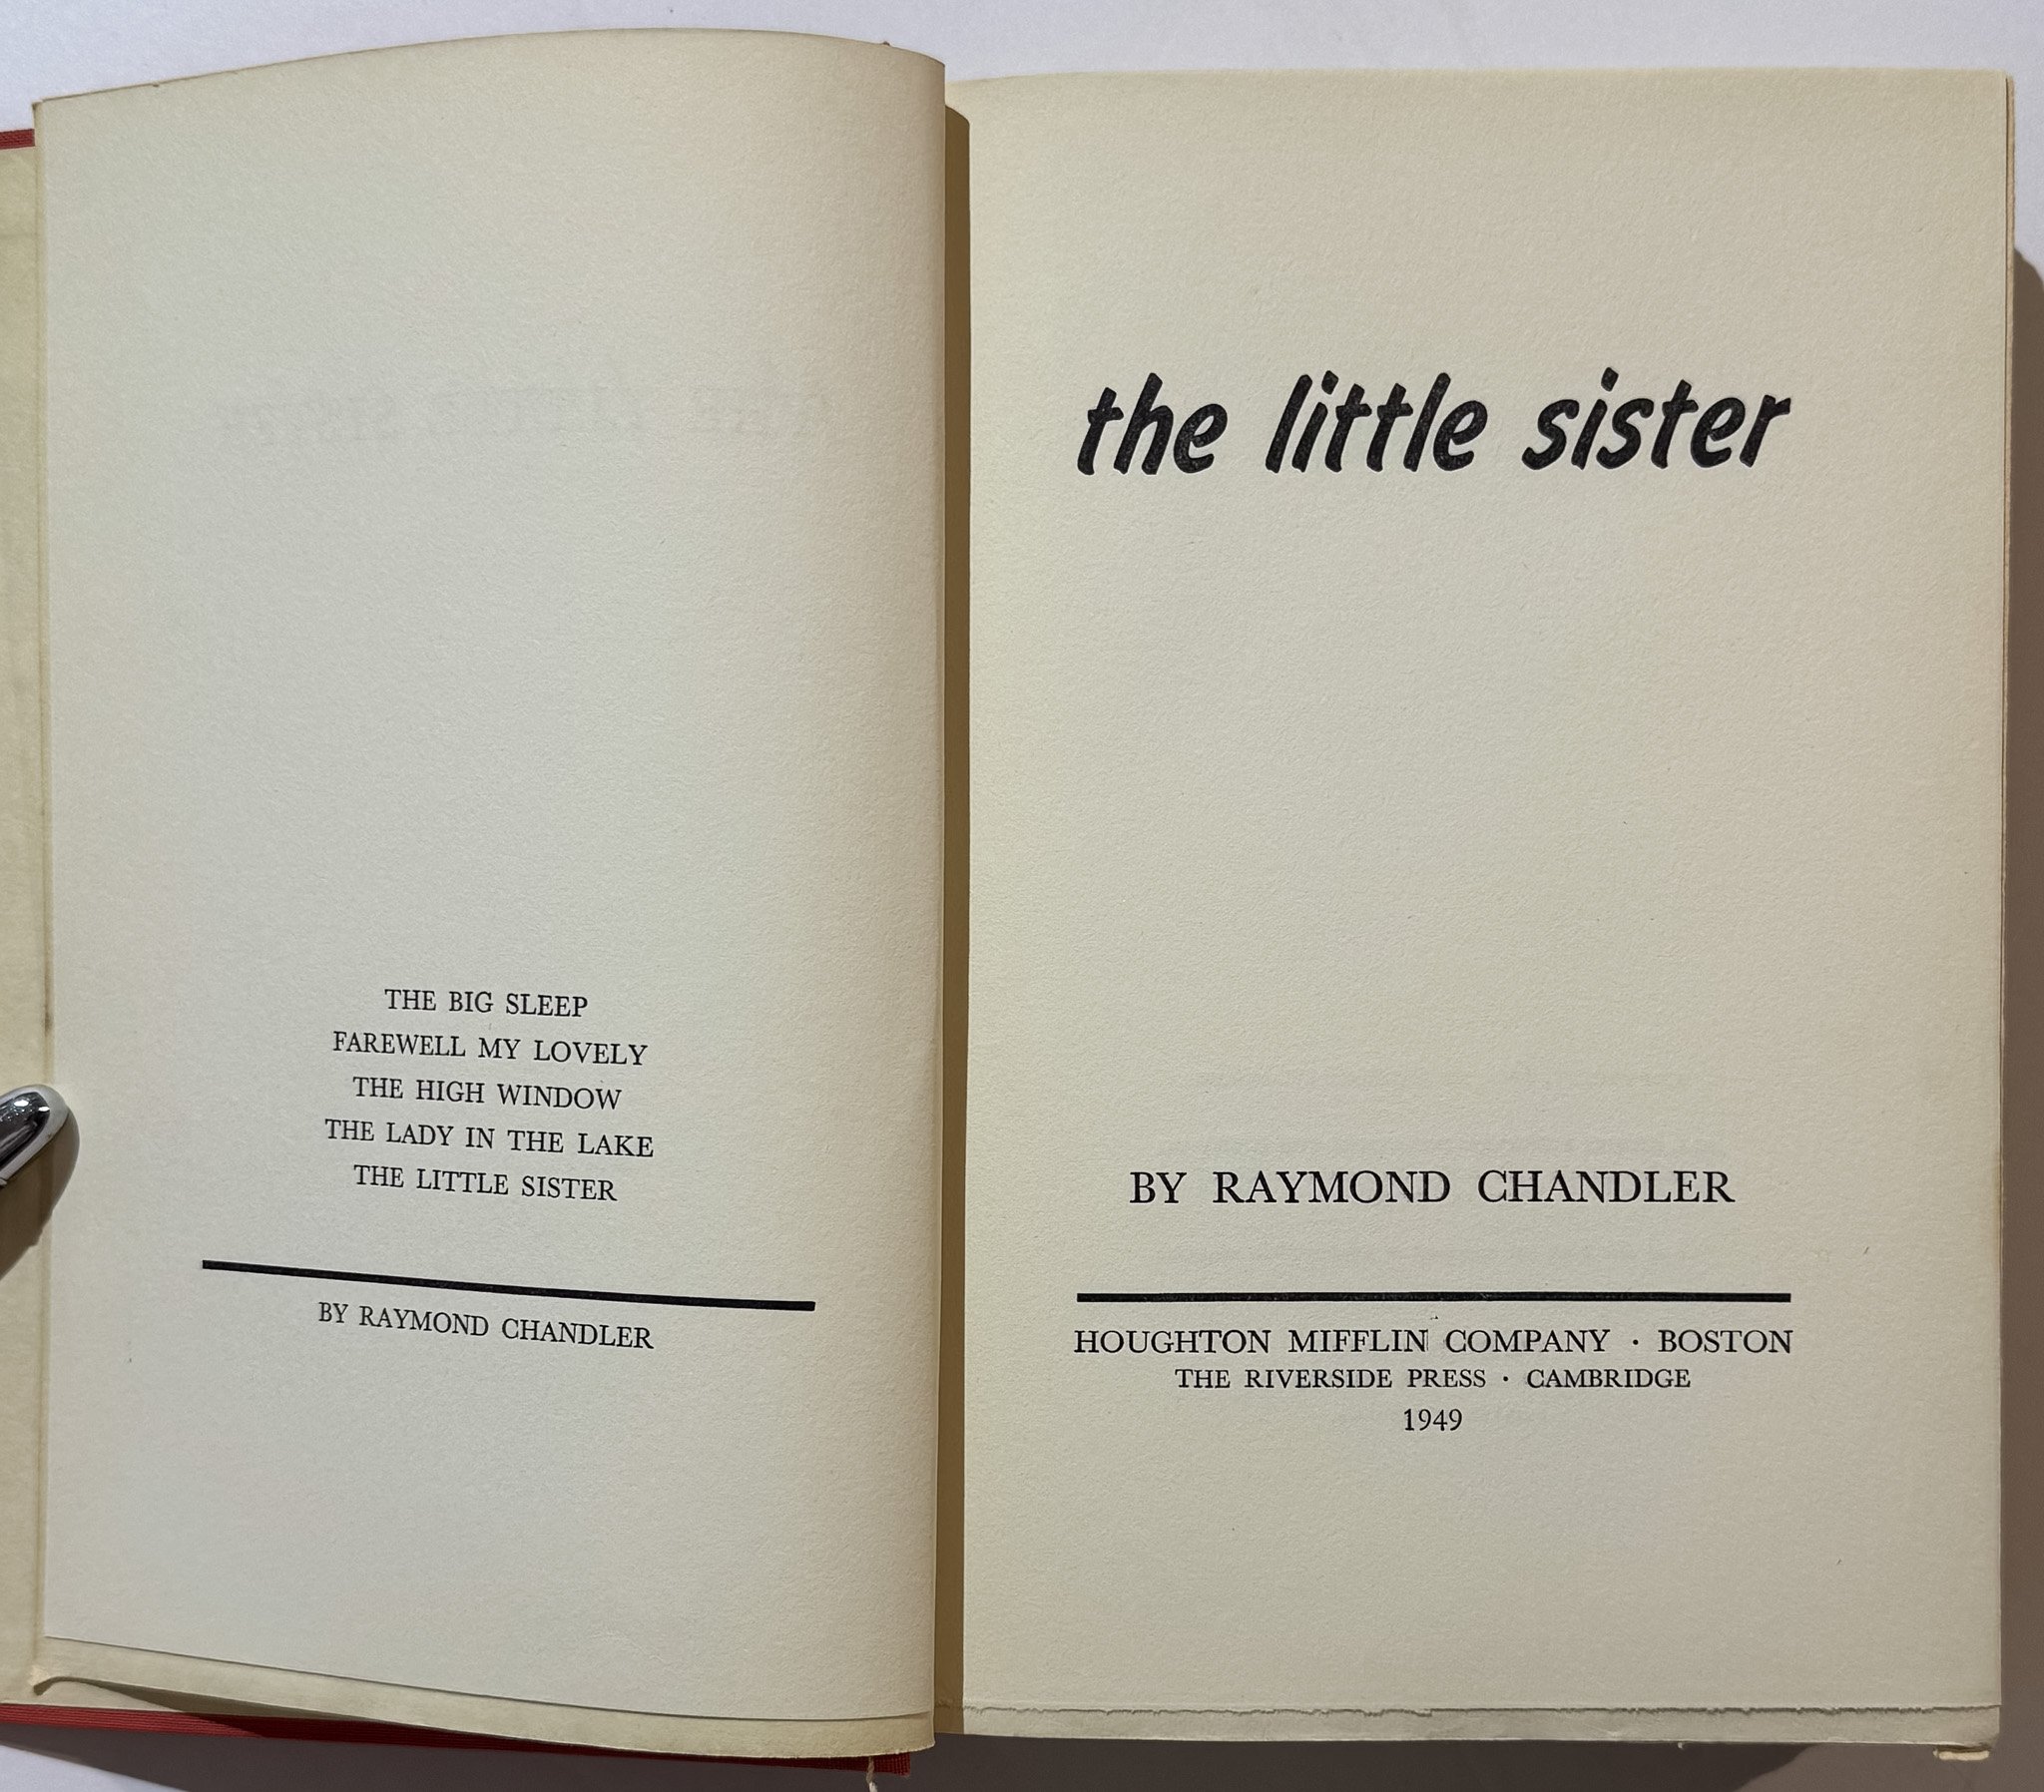 THE BIG SLEEP
FAREWELL MY LOVELY
THE HIGH WINDOW
THE LADY IN THE LAKE
THE LITTLE SISTER
BY RAYMOND CHANDLER
the little sister
BY RAYMOND CHANDLER
HOUGHTON MIFFLIN COMPANY · BOSTON
THE RIVERSIDE PRESS · CAMBRIDGE
1949